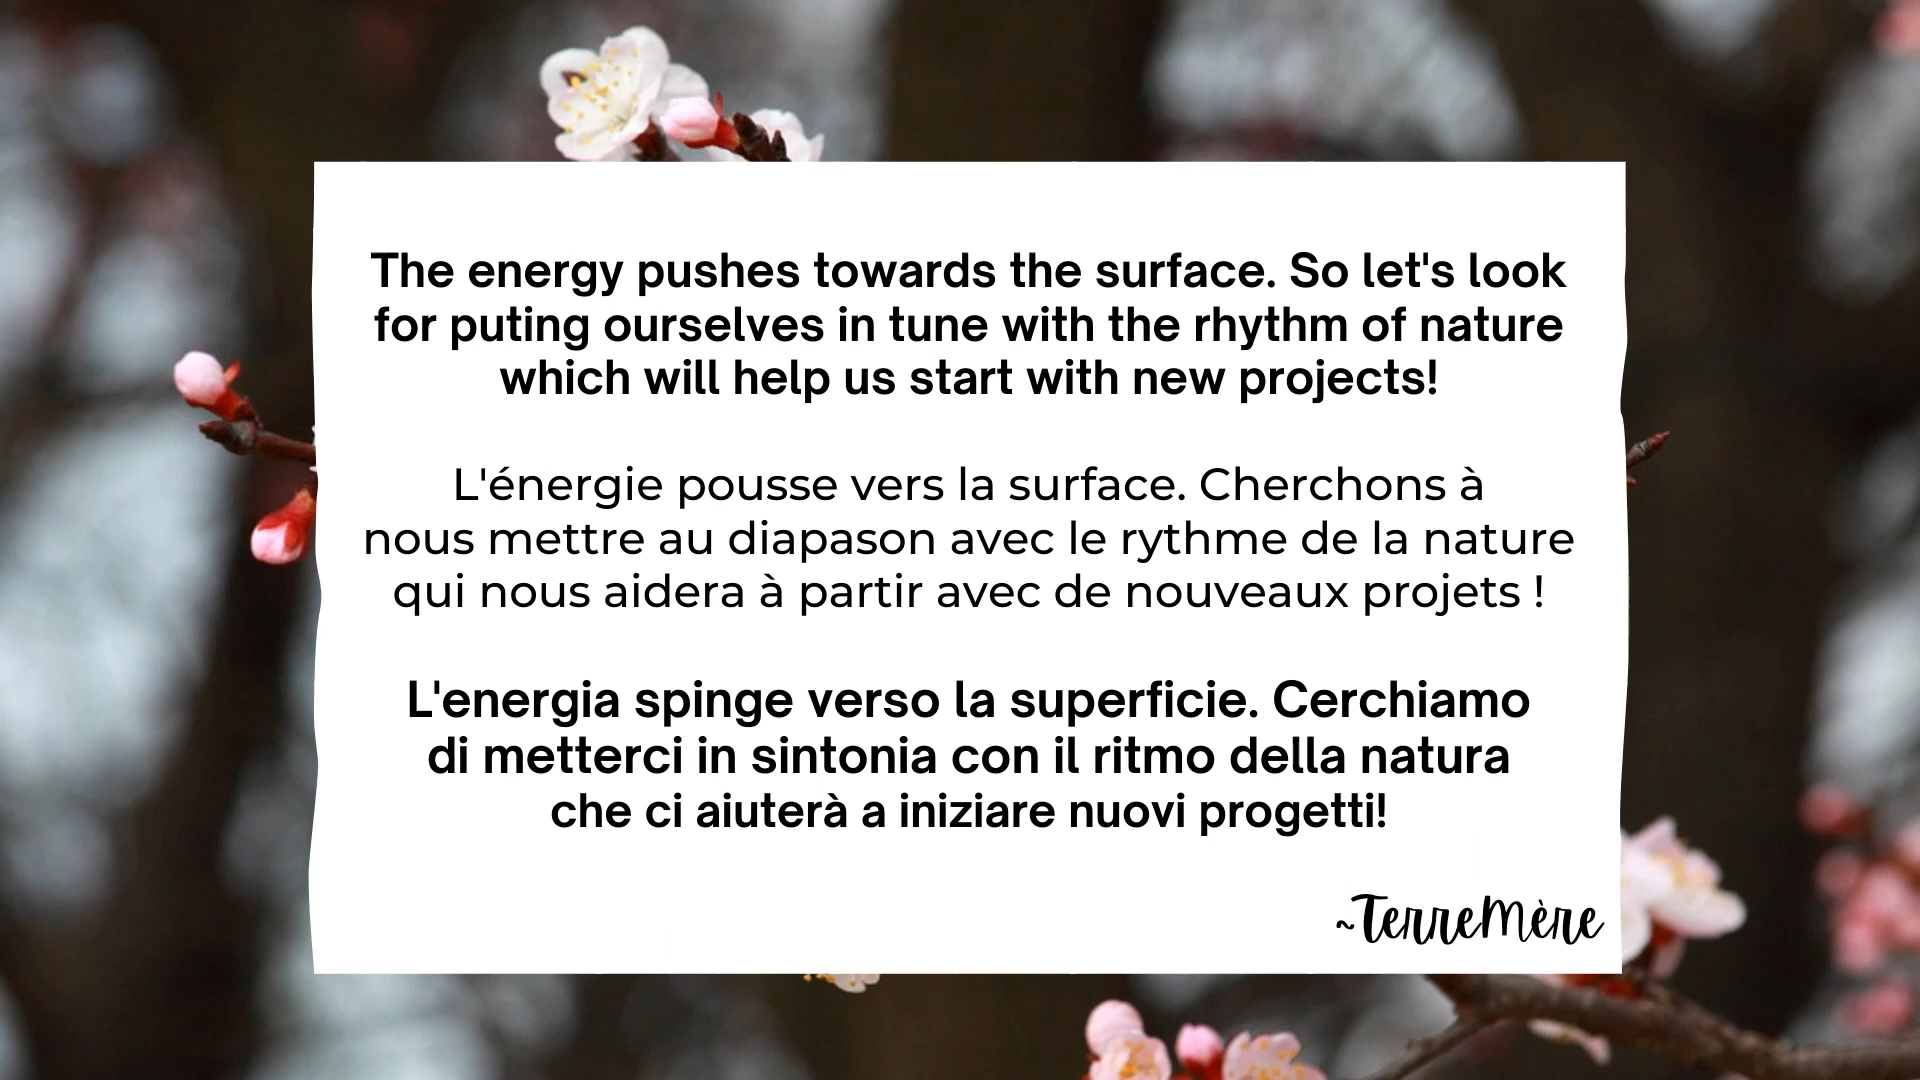 The energy pushes towards the surface. So let's look
for puting ourselves in tune with the rhythm of nature
which will help us start with new projects!
L'énergie pousse vers la surface. Cherchons à
nous mettre au diapason avec le rythme de la nature
qui nous aidera à partir avec de nouveaux projets !
L'energia spinge verso la superficie. Cerchiamo
di metterci in sintonia con il ritmo della natura
che ci aiuterà a iniziare nuovi progetti!
~TerreMère